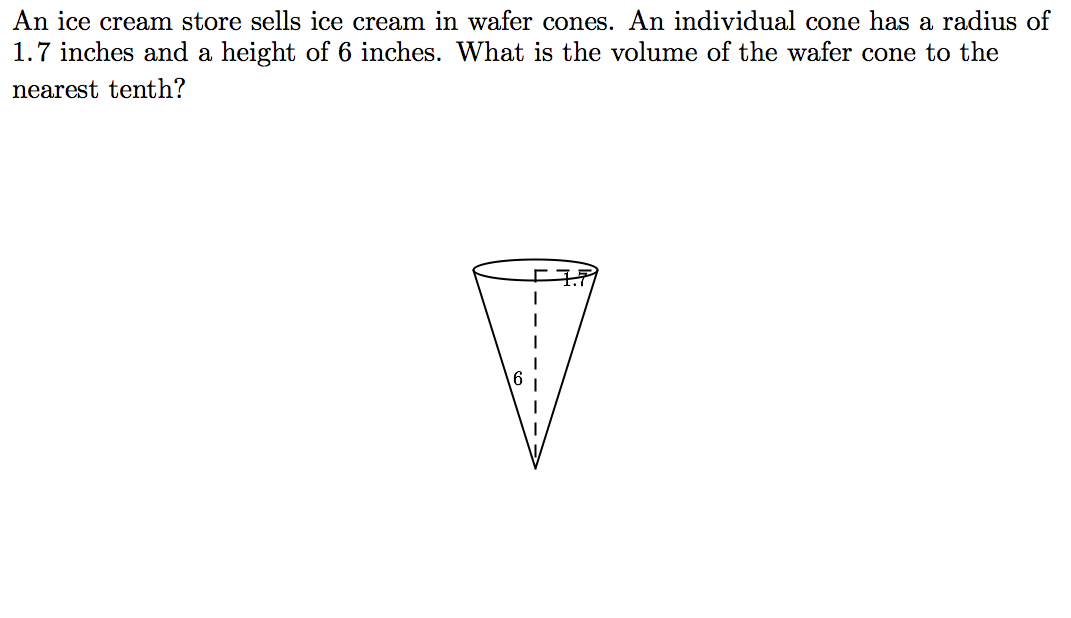 An ice cream store sells ice cream in wafer cones. An individual cone has a radius of
1.7 inches and a height of 6 inches. What is the volume of the wafer cone to the
nearest tenth?
1.7
6